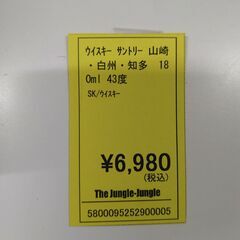 ｳｲｽｷｰ ｻﾝﾄﾘｰ 山崎
・白州・知多 18
0ml 43度
SK/ｳｲｽｷｰ
¥6,980
(税込)
The Jungle-Jungle
5800095252900005